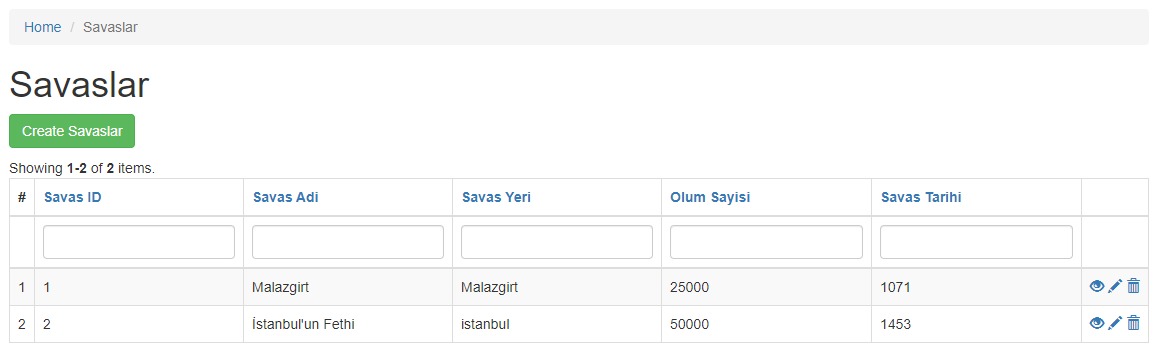 Home / Savaslar
Savaslar
Create Savaslar
Showing 1-2 of 2 items.
# Savas ID Savas Adi Savas Yeri Olum Sayisi Savas Tarihi
1 1 Malazgirt Malazgirt 25000 1071
2 2 İstanbul'un Fethi istanbul 50000 1453